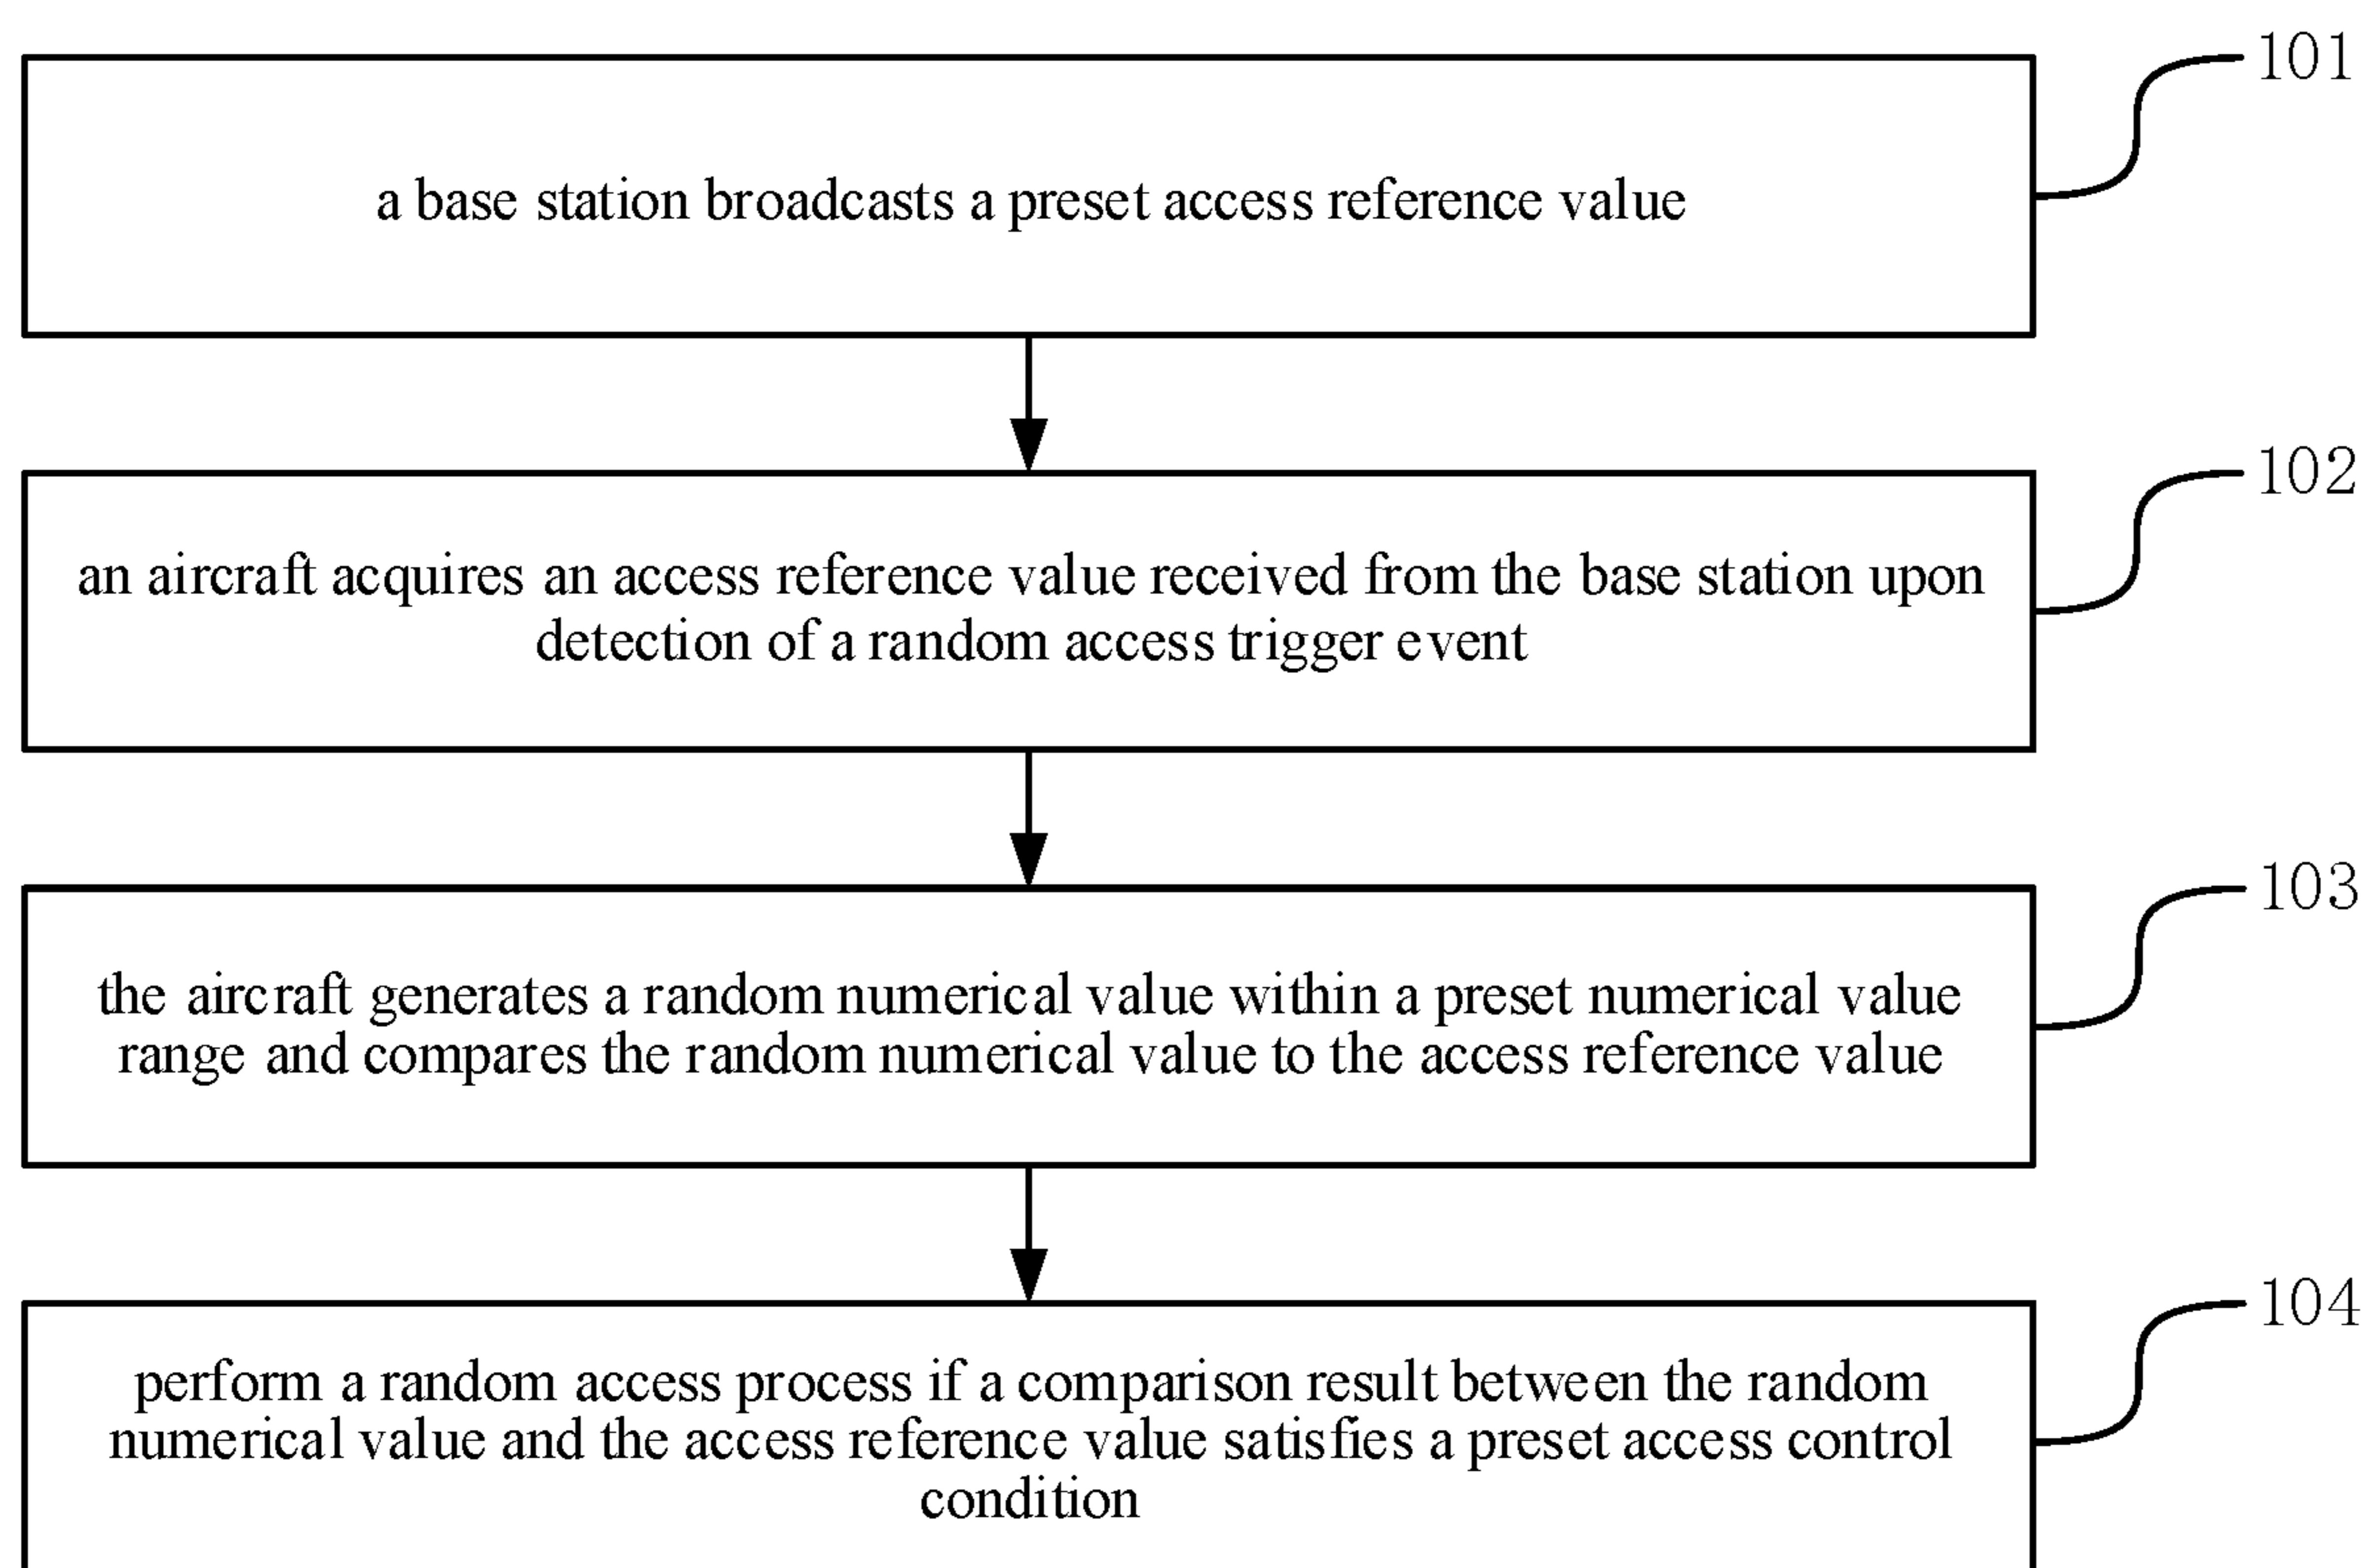 101
a base station broadcasts a preset access reference value
102
an aircraft acquires an access reference value received from the base station upon
detection of a random access trigger event
103
the aircraft generates a random numerical value within a preset numerical value
range and compares the random numerical value to the access reference value
104
perform a random access process if a comparison result between the random
numerical value and the access reference value satisfies a preset access control
condition